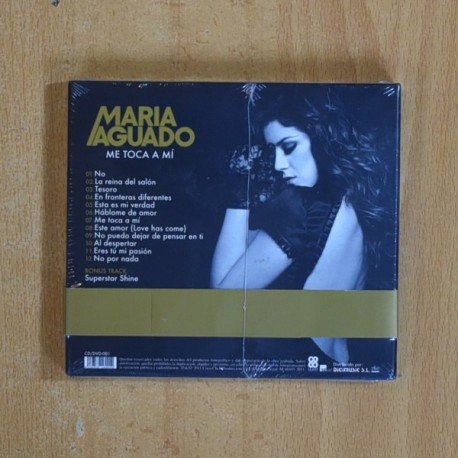 MARIA
AGUADO
ME TOCA A MÍ
01 No
02 La reina del salón
03 Tesoro
04 En fronteras diferentes
05 Esta es mi verdad
06 Háblame de amor
07 Me toca a mí
08 Este amor (Love has come)
09 No puedo dejar de pensar en ti
10 Al despertar
11 Eres tú mi pasión
12 No por nada
BONUS TRACK:
Superstar Shine
Distribuido por:
DIGIMUSIC S.L.